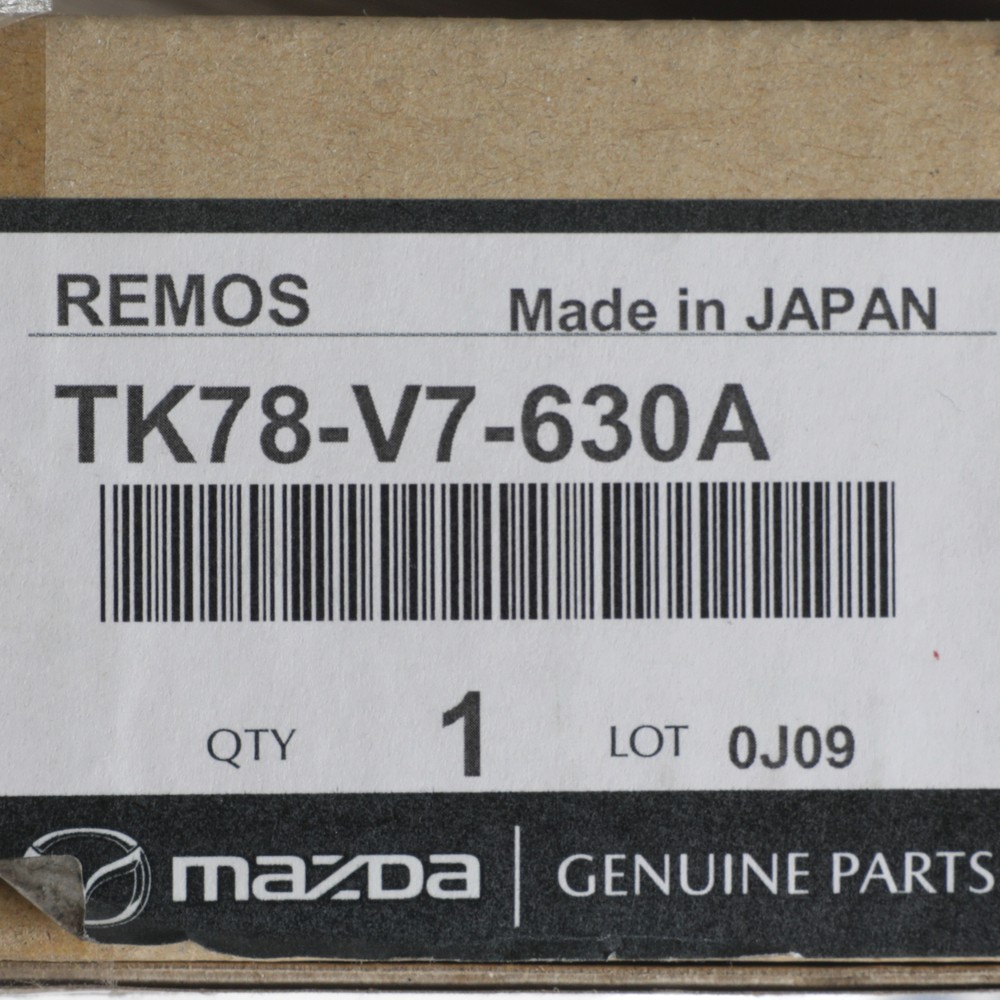 REMOS Made in JAPAN
TK78-V7-630A
QTY 1 LOT 0J09
mazda GENUINE PARTS